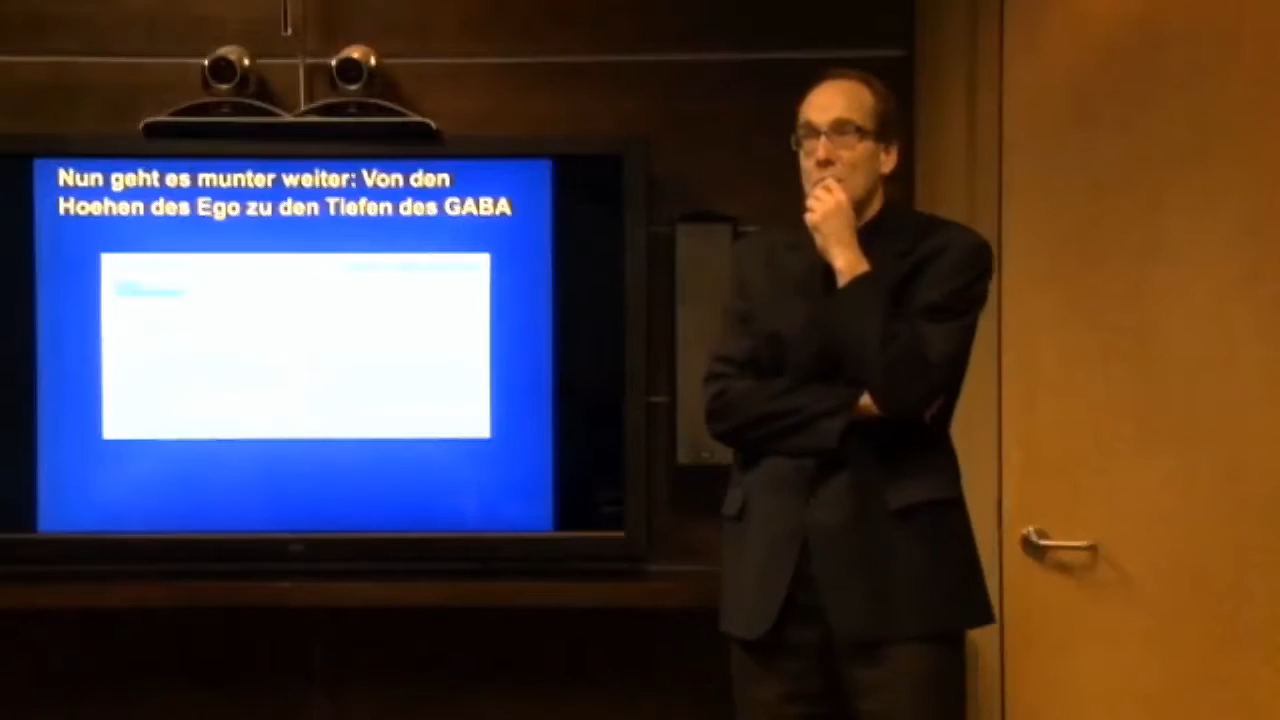 Nun geht es munter weiter: Von den
Hoehen des Ego zu den Tiefen des GABA